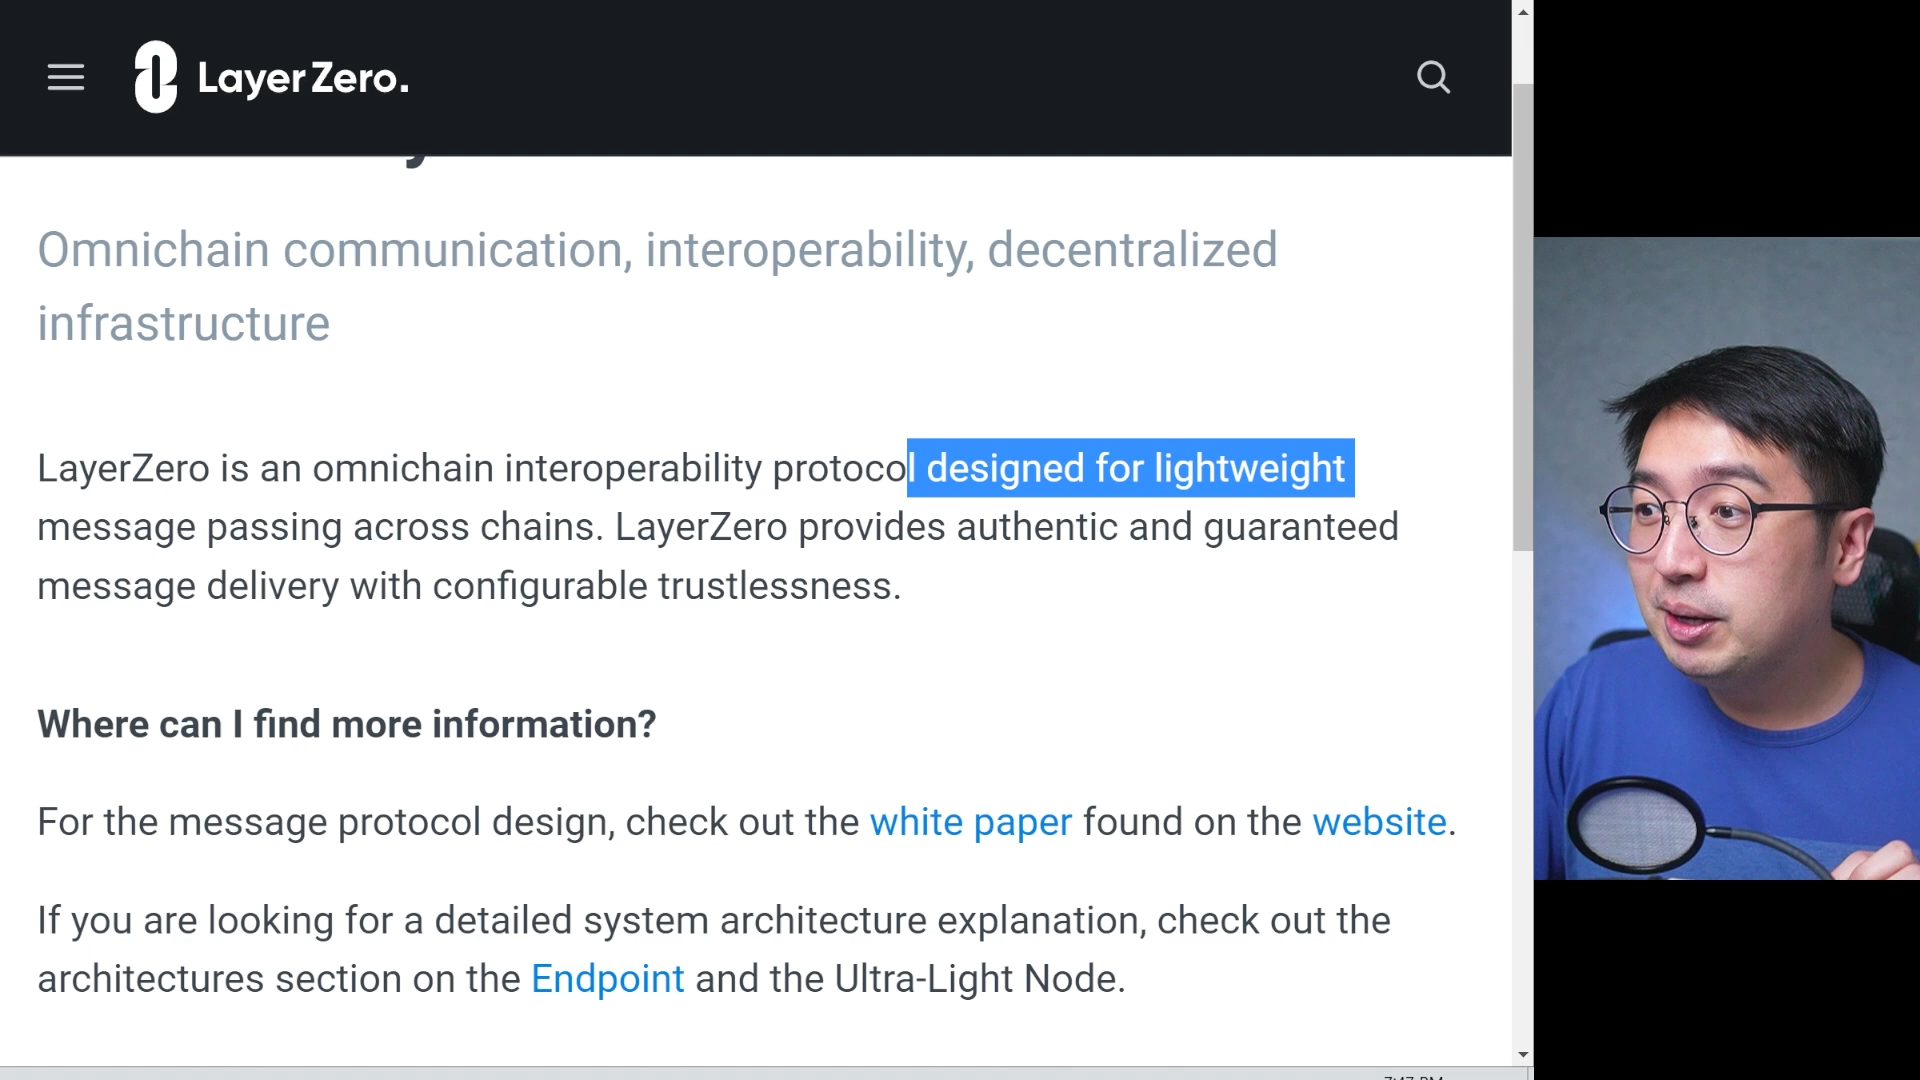 LayerZero.
Omnichain communication, interoperability, decentralized
infrastructure
LayerZero is an omnichain interoperability protocol designed for lightweight
message passing across chains. LayerZero provides authentic and guaranteed
message delivery with configurable trustlessness.
Where can I find more information?
For the message protocol design, check out the white paper found on the website.
If you are looking for a detailed system architecture explanation, check out the
architectures section on the Endpoint and the Ultra-Light Node.